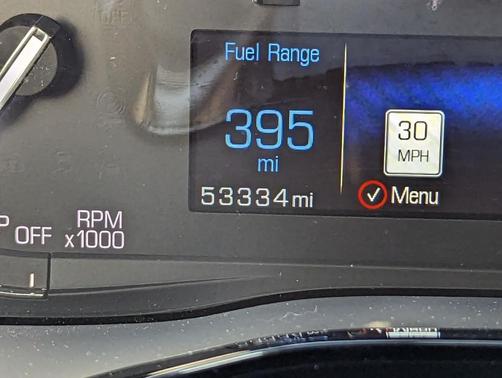 Fuel Range
395
mi
53334mi
30
MPH
Menu
RPM
OFF x1000